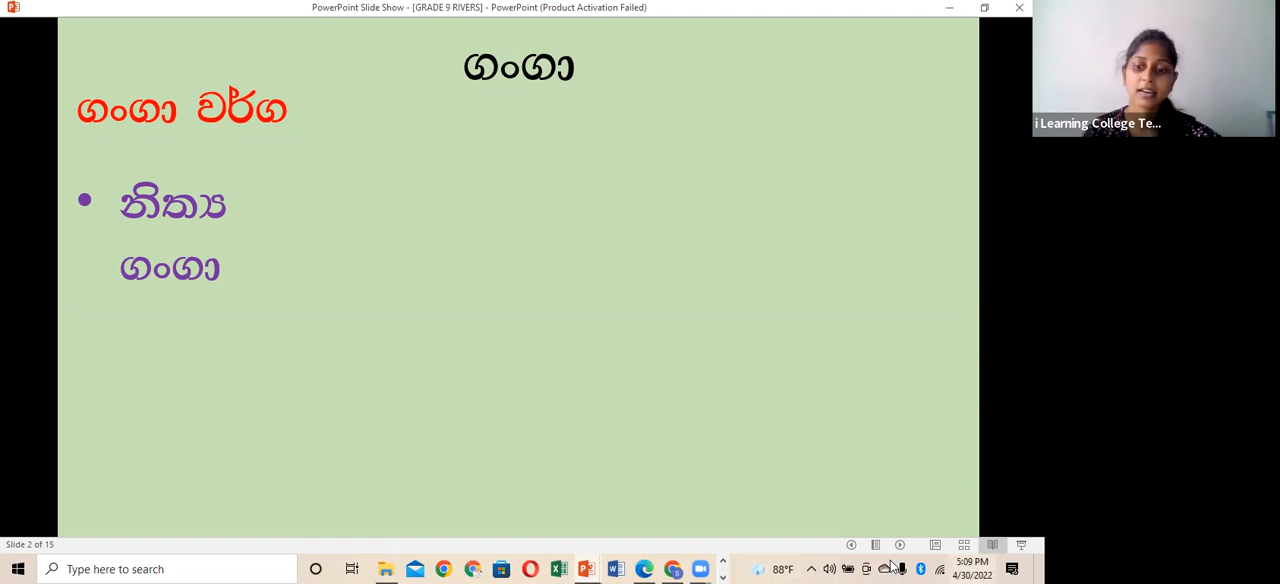 PowerPoint Slide Show - [GRADE 9 RIVERS] - PowerPoint (Product Activation Failed)
ගංගා
ගංගා වර්ග
• නිත්‍ය
ගංගා
i Learning College Te...
Slide 2 of 15
Type here to search
88°F
5:09 PM
4/30/2022